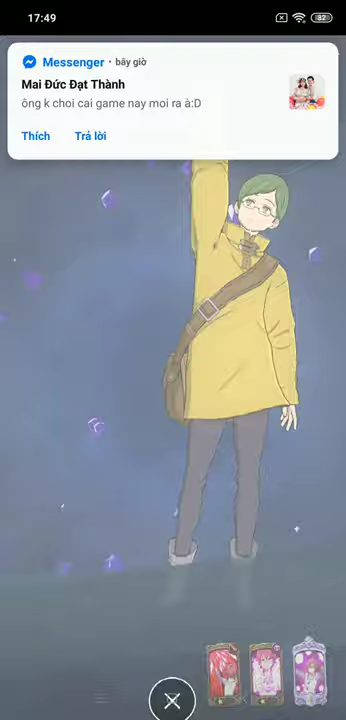 17:49
82
Messenger · bây giờ
Mai Đức Đạt Thành
ông k choi cai game nay moi ra à:D
Thích Trả lời